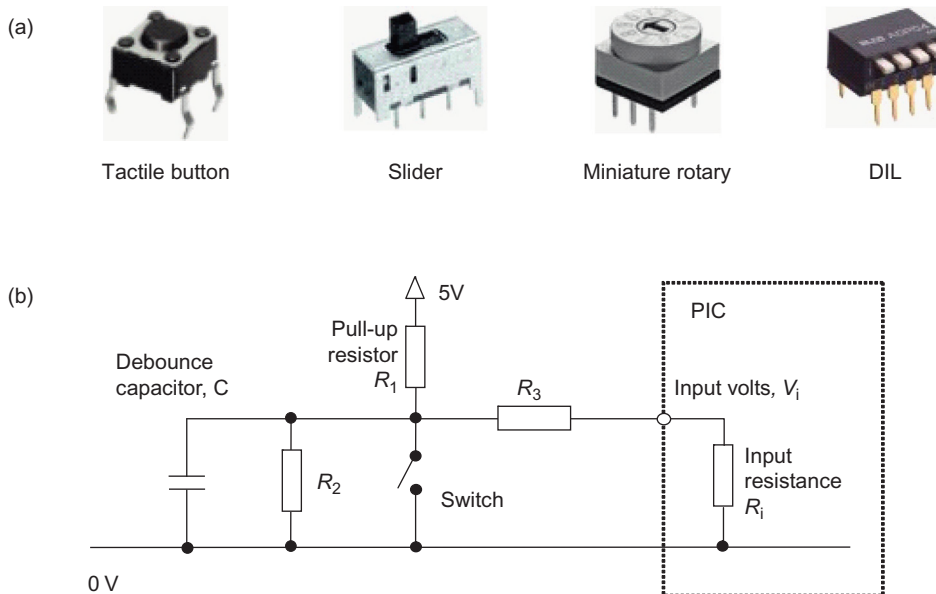 (a)
Tactile button
Slider
Miniature rotary
DIL
(b)
5V
PIC
Pull-up
resistor
R1
Debounce
capacitor, C
R3
Input volts, Vi
R2
Switch
Input
resistance
Ri
0 V